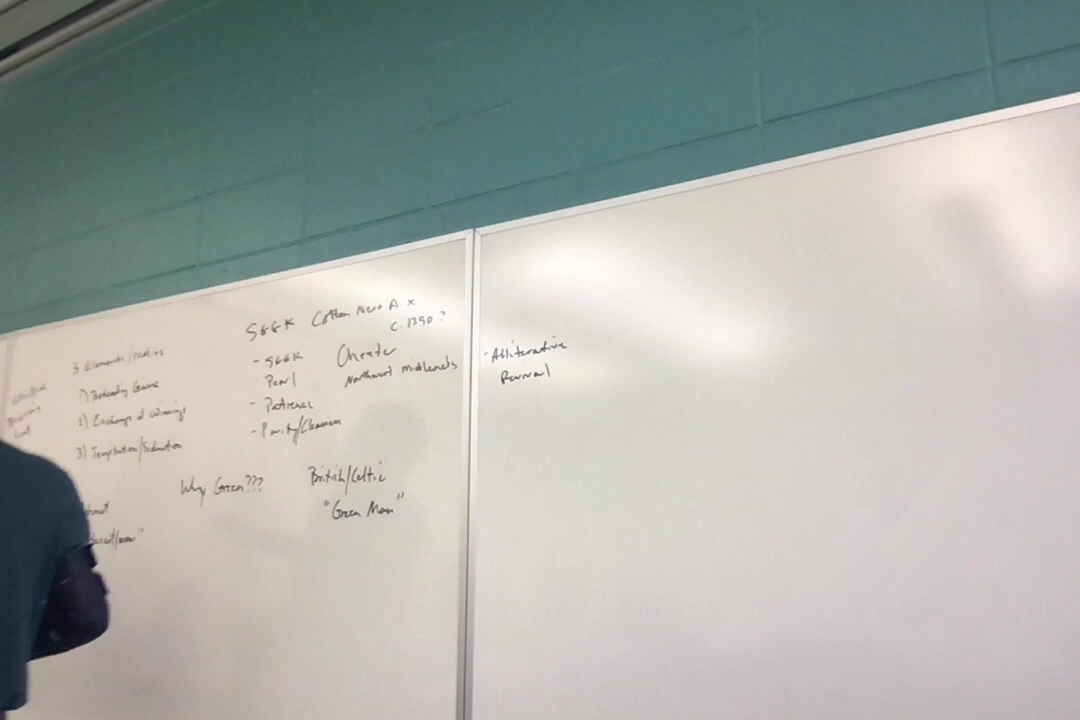 SGGK Cotton Nero A x
c. 1390?
3 Elements/motifs
1) Beheading Game
2) Exchange of winnings
3) Temptation/Seduction
- SGGK
- Pearl
- Patience
- Purity/Cleanness
Chester
Northwest midlands
- Alliterative
Revival
Why Green???
British/Celtic
"Green Man"